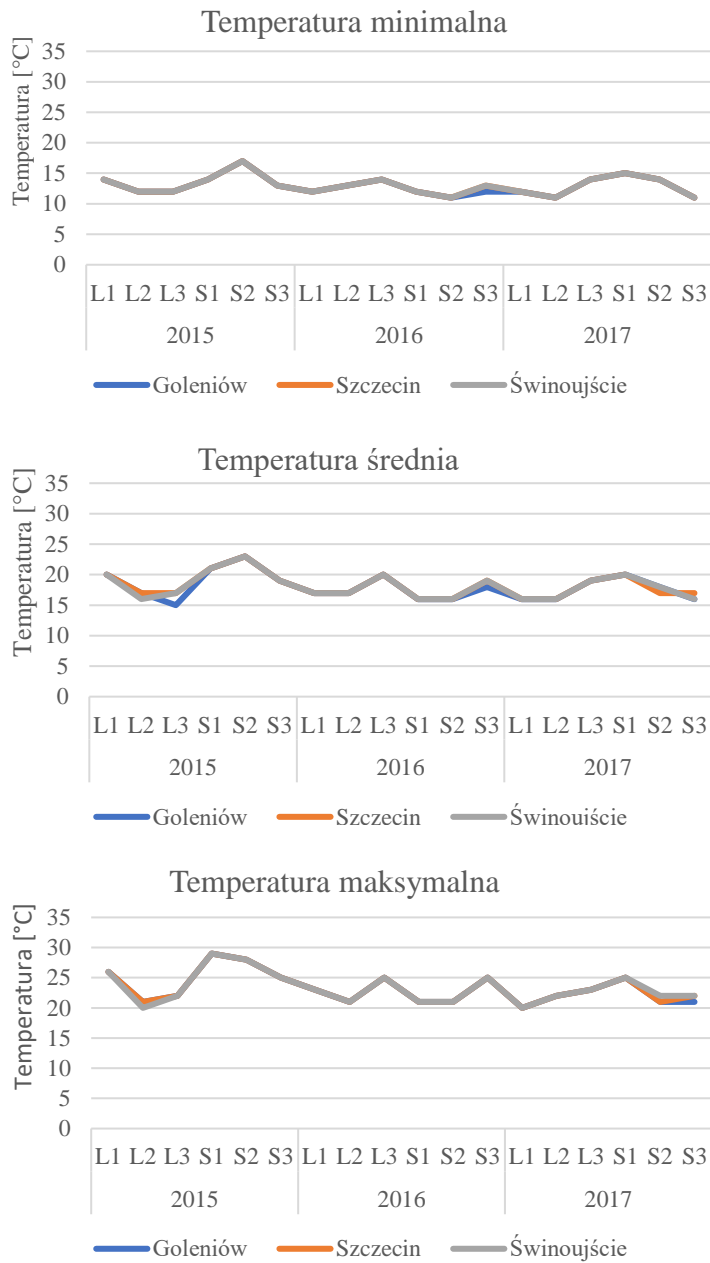 Temperatura minimalna
Temperatura [°C]
35
30
25
20
15
10
5
0
L1 L2 L3 S1 S2 S3 L1 L2 L3 S1 S2 S3 L1 L2 L3 S1 S2 S3
2015 2016 2017
Goleniów Szczecin Świnoujście
Temperatura średnia
Temperatura [°C]
35
30
25
20
15
10
5
0
L1 L2 L3 S1 S2 S3 L1 L2 L3 S1 S2 S3 L1 L2 L3 S1 S2 S3
2015 2016 2017
Goleniów Szczecin Świnoujście
Temperatura maksymalna
Temperatura [°C]
35
30
25
20
15
10
5
0
L1 L2 L3 S1 S2 S3 L1 L2 L3 S1 S2 S3 L1 L2 L3 S1 S2 S3
2015 2016 2017
Goleniów Szczecin Świnoujście